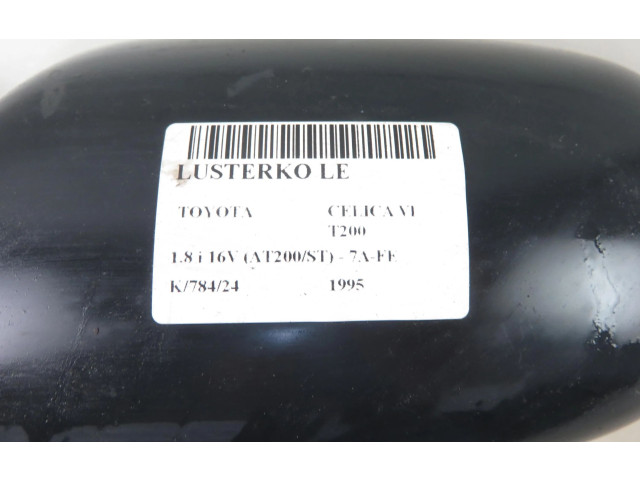 LUSTERKO LE
TOYOTA CELICA VI
T200
1.8 i 16V (AT200/ST) - 7A-FE
K/784/24 1995